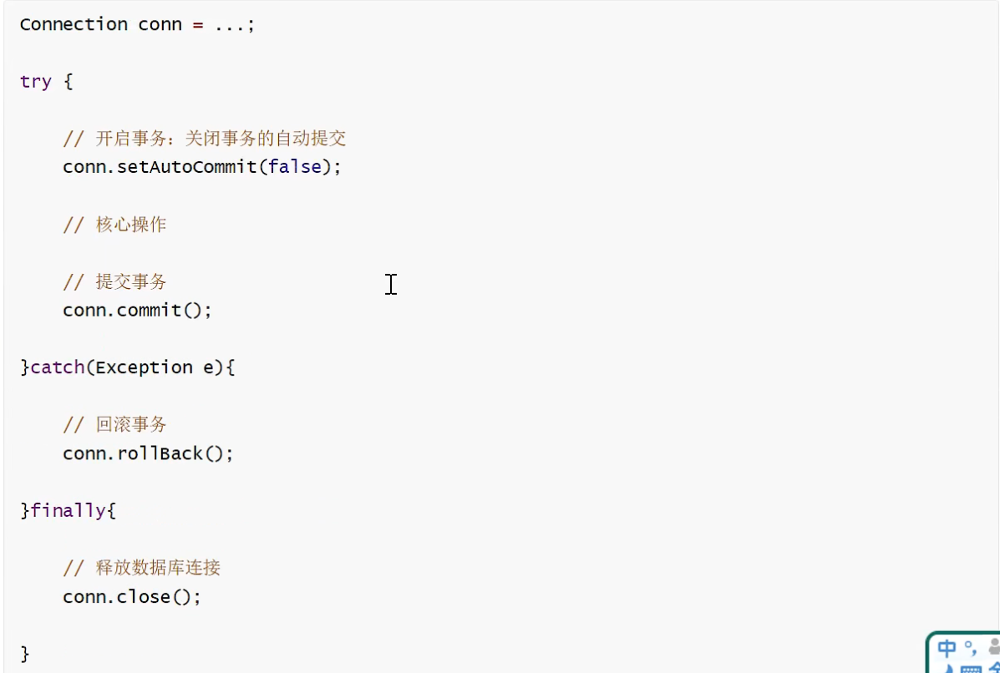 Connection conn = ...;
try {
// 开启事务：关闭事务的自动提交
conn.setAutoCommit(false);
// 核心操作
// 提交事务
conn.commit();
}catch(Exception e){
// 回滚事务
conn.rollBack();
}finally{
// 释放数据库连接
conn.close();
}
中 °,